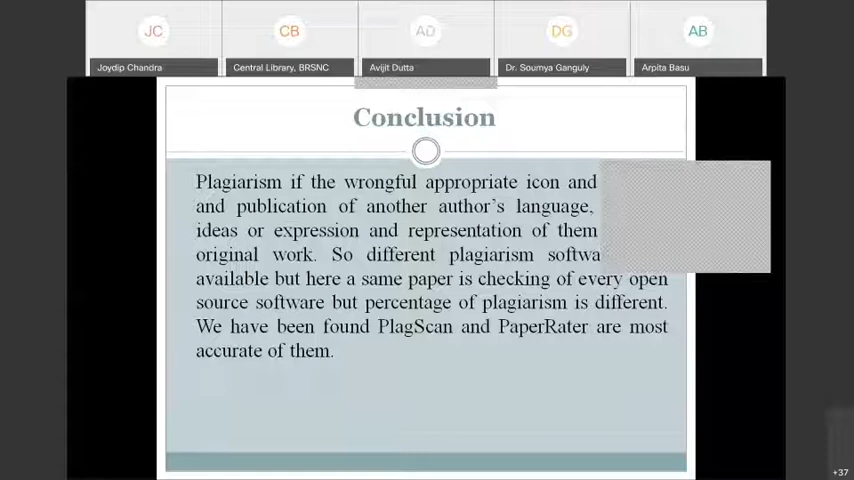 JC
CB
AD
DG
AB
Joydip Chandra
Central Library, BRSNC
Avijit Dutta
Dr. Soumya Ganguly
Arpita Basu
Conclusion
Plagiarism if the wrongful appropriate icon and
and publication of another author's language,
ideas or expression and representation of them
original work. So different plagiarism
available but here a same paper is checking of every open
source software but percentage of plagiarism is different.
We have been found PlagScan and PaperRater are most
accurate of them.
+37